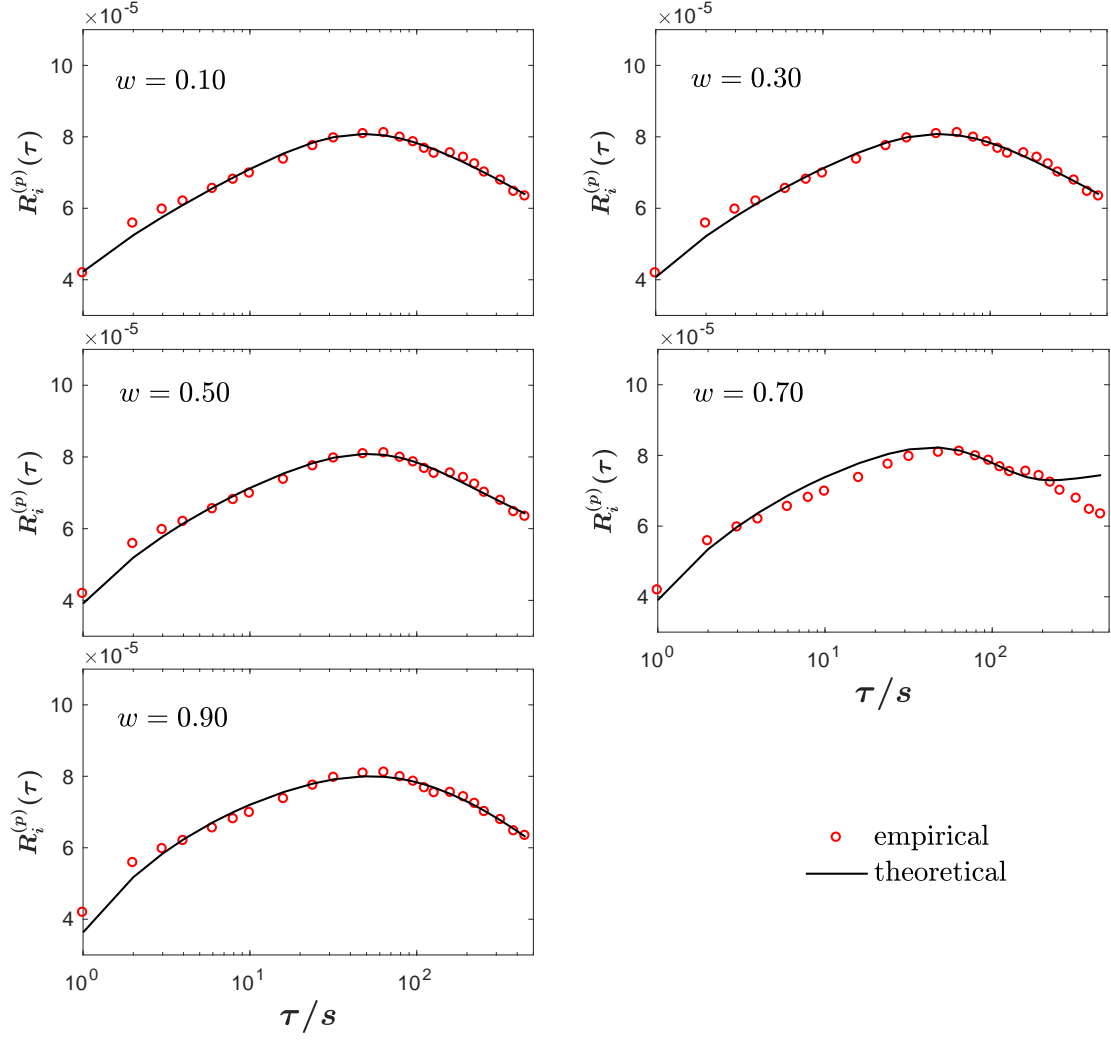 ×10⁻⁵
10
8
6
4
w = 0.10
R_i^(p)(τ)
×10⁻⁵
10
8
6
4
w = 0.30
R_i^(p)(τ)
×10⁻⁵
10
8
6
4
w = 0.50
R_i^(p)(τ)
×10⁻⁵
10
8
6
4
w = 0.70
R_i^(p)(τ)
10⁰ 10¹ 10²
τ/s
×10⁻⁵
10
8
6
4
w = 0.90
R_i^(p)(τ)
10⁰ 10¹ 10²
τ/s
empirical
theoretical